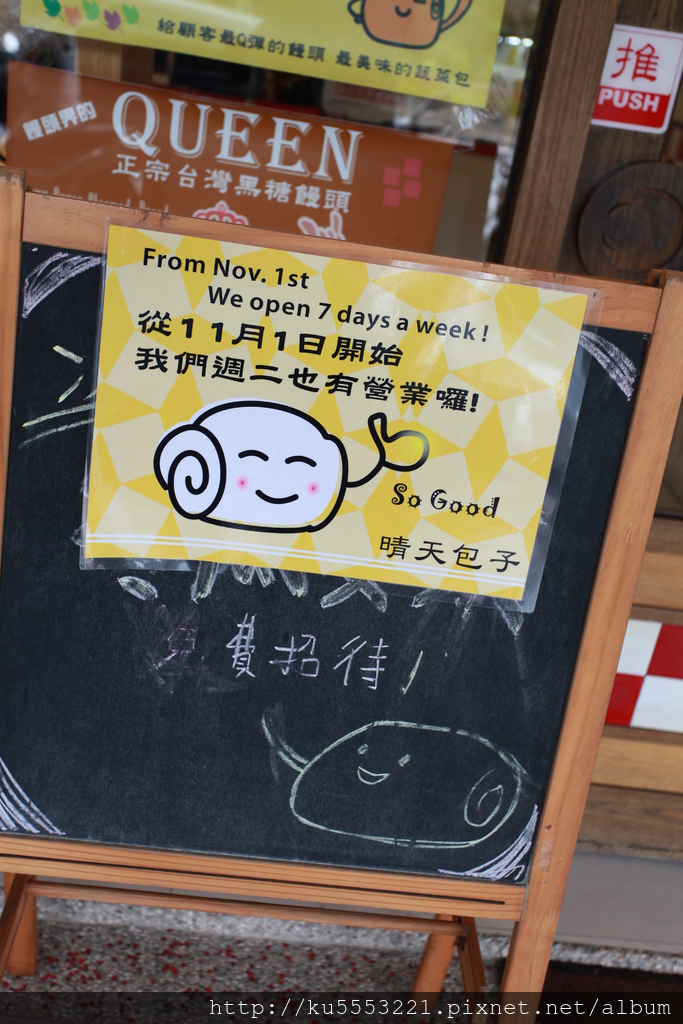 給顧客最Q彈的饅頭 最美味的蔬菜包
饅頭界的
QUEEN
正宗台灣黑糖饅頭
推
PUSH
From Nov. 1st
We open 7 days a week!
從11月1日開始
我們週二也有營業囉!
So Good
晴天包子
免費招待!
http://ku5553221.pixnet.net/album